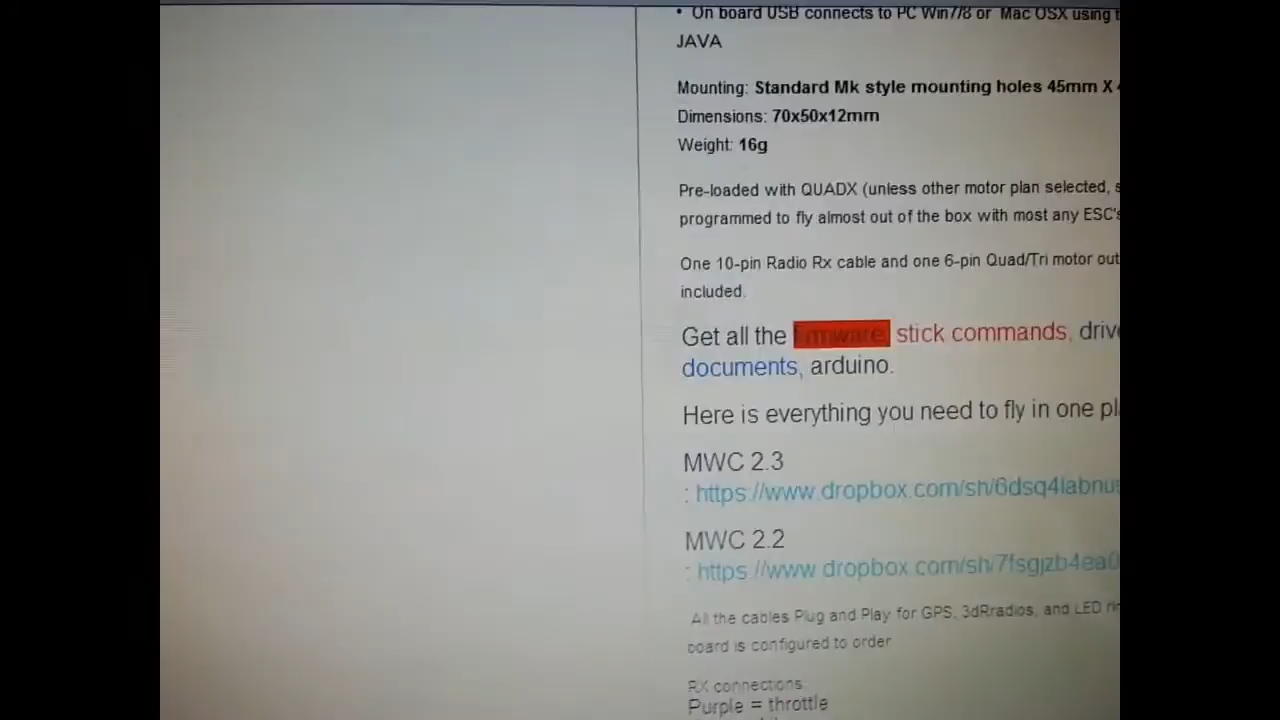 • On board USB connects to PC Win7/8 or Mac OSX using
JAVA
Mounting: Standard Mk style mounting holes 45mm X
Dimensions: 70x50x12mm
Weight: 16g
Pre-loaded with QUADX (unless other motor plan selected,
programmed to fly almost out of the box with most any ESC's
One 10-pin Radio Rx cable and one 6-pin Quad/Tri motor out
included.
Get all the firmware, stick commands, drive
documents, arduino.
Here is everything you need to fly in one pl
MWC 2.3
: https://www.dropbox.com/sh/6dsq4labnu
MWC 2.2
: https://www.dropbox.com/sh/7fsgjzb4ea0
All the cables Plug and Play for GPS, 3dRradios, and LED
board is configured to order
RX connections
Purple = throttle